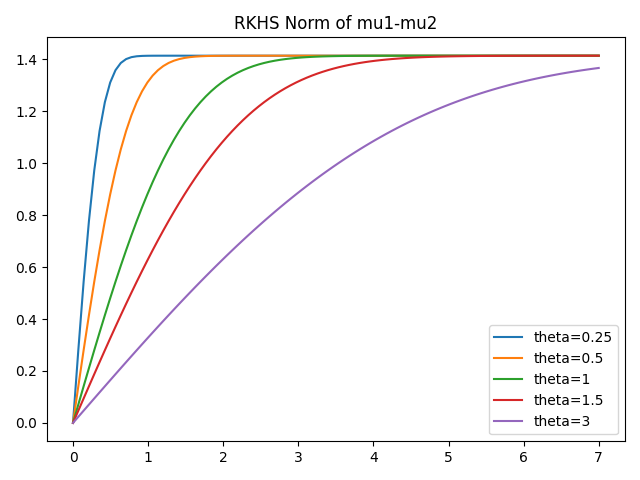 RKHS Norm of mu1-mu2
1.4
1.2
1.0
0.8
0.6
0.4
0.2
0.0
theta=0.25
theta=0.5
theta=1
theta=1.5
theta=3
0 1 2 3 4 5 6 7